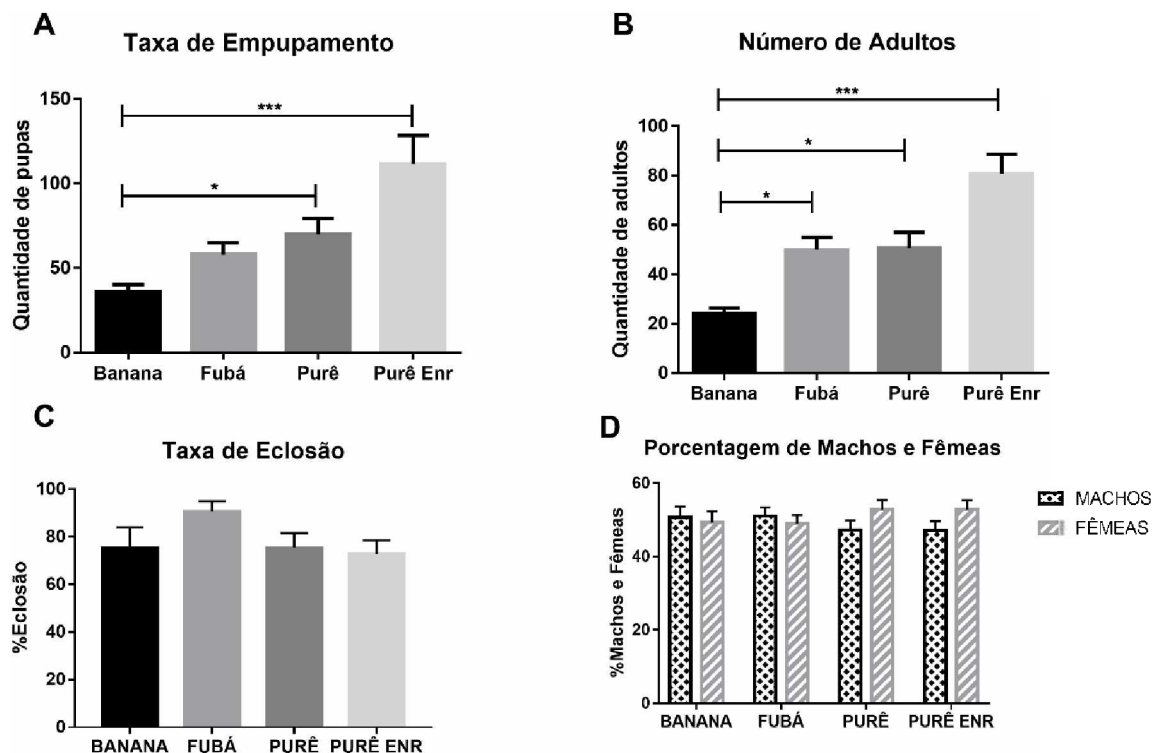 A
Taxa de Empupamento
Quantidade de pupas
150
100
50
0
***
*
Banana Fubá Purê Purê Enr
B
Número de Adultos
Quantidade de adultos
100
80
60
40
20
0
***
*
*
Banana Fubá Purê Purê Enr
C
Taxa de Eclosão
%Eclosão
100
80
60
40
20
0
BANANA FUBÁ PURÊ PURÊ ENR
D
Porcentagem de Machos e Fêmeas
%Machos e Fêmeas
60
40
20
0
BANANA FUBÁ PURÊ PURÊ ENR
MACHOS
FÊMEAS